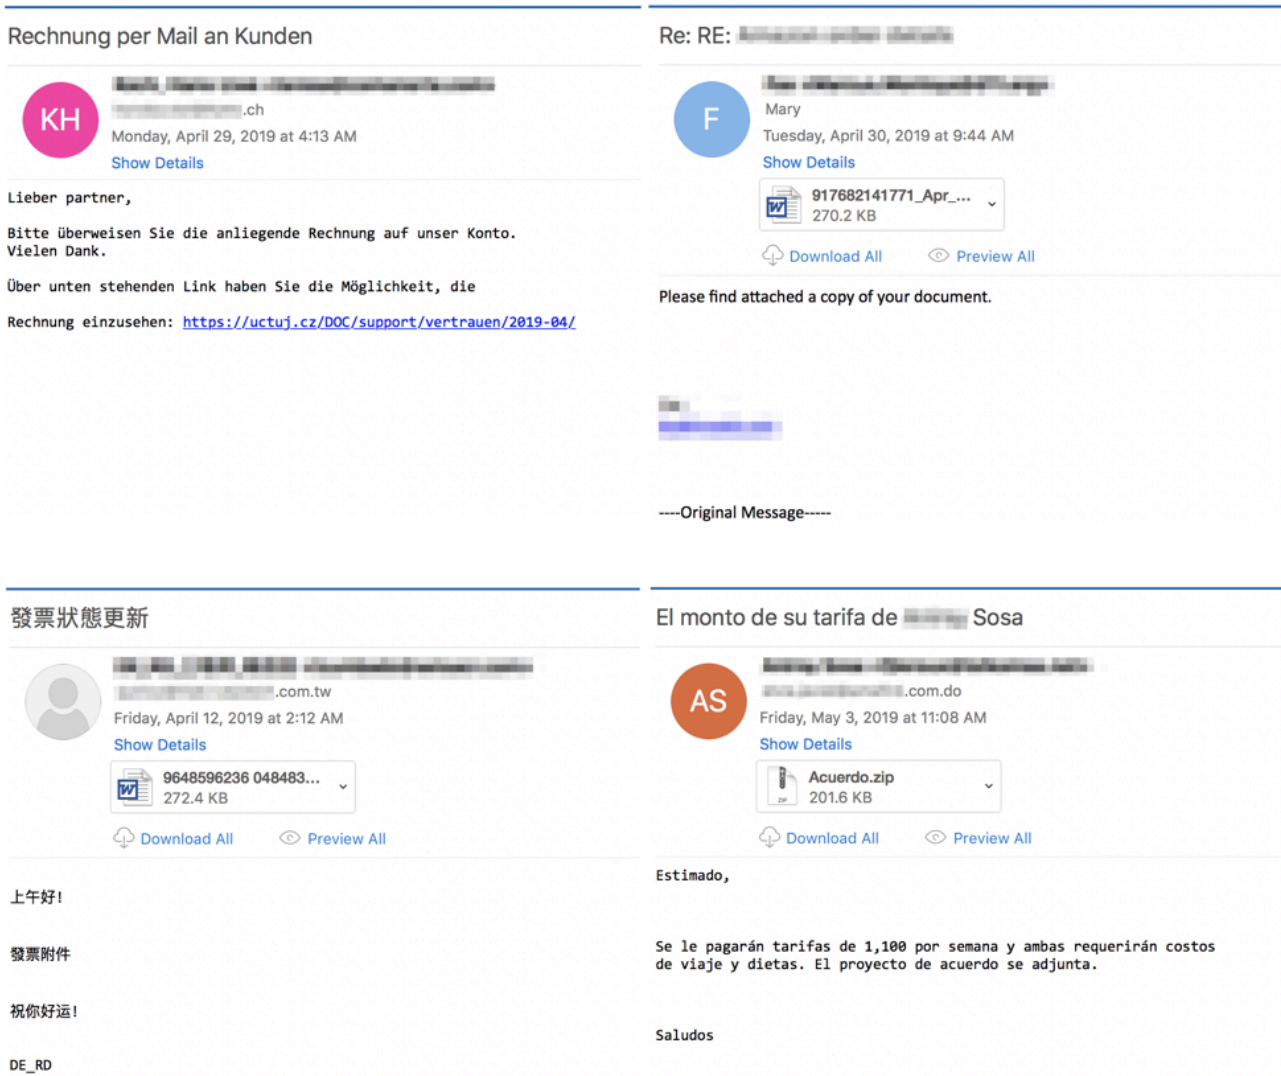 Rechnung per Mail an Kunden
KH
.ch
Monday, April 29, 2019 at 4:13 AM
Show Details
Lieber partner,
Bitte überweisen Sie die anliegende Rechnung auf unser Konto.
Vielen Dank.
Über unten stehenden Link haben Sie die Möglichkeit, die
Rechnung einzusehen: https://uctuj.cz/DOC/support/vertrauen/2019-04/
Re: RE:
F
Mary
Tuesday, April 30, 2019 at 9:44 AM
Show Details
917682141771_Apr_...
270.2 KB
Download All Preview All
Please find attached a copy of your document.
----Original Message-----
發票狀態更新
.com.tw
Friday, April 12, 2019 at 2:12 AM
Show Details
9648596236 048483...
272.4 KB
Download All Preview All
上午好!
發票附件
祝你好运!
DE_RD
El monto de su tarifa de Sosa
AS
.com.do
Friday, May 3, 2019 at 11:08 AM
Show Details
Acuerdo.zip
ZIP
201.6 KB
Download All Preview All
Estimado,
Se le pagarán tarifas de 1,100 por semana y ambas requerirán costos
de viaje y dietas. El proyecto de acuerdo se adjunta.
Saludos